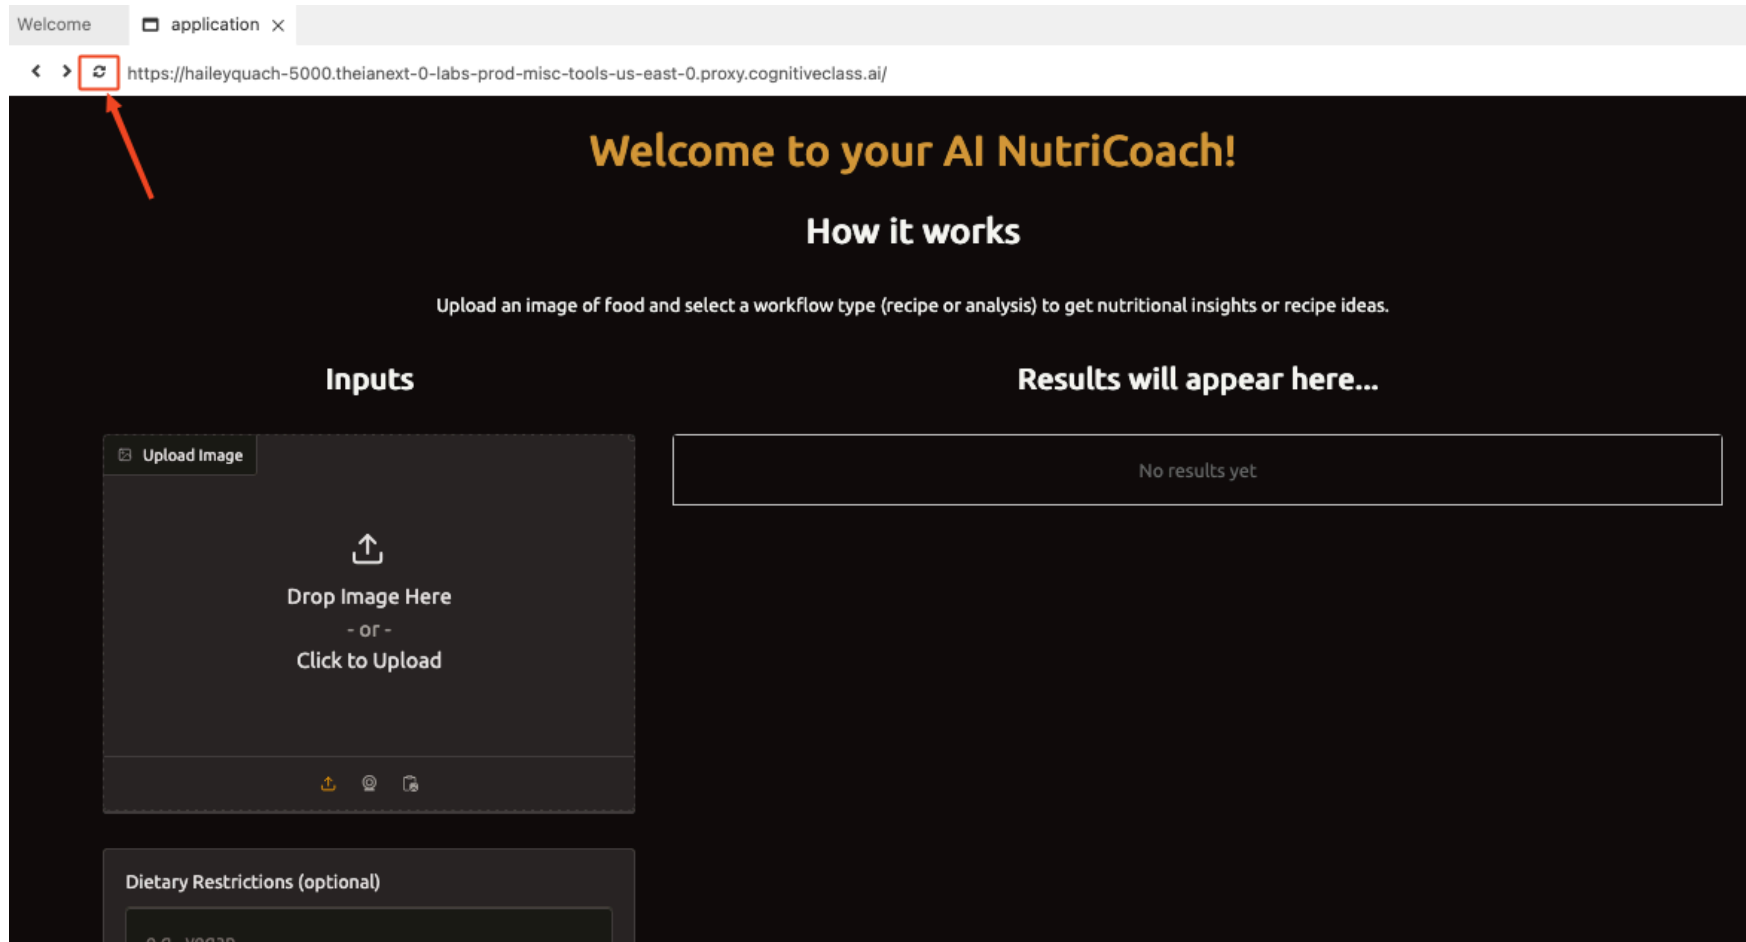 Welcome
application
https://haileyquach-5000.theianext-0-labs-prod-misc-tools-us-east-0.proxy.cognitiveclass.ai/
Welcome to your AI NutriCoach!
How it works
Upload an image of food and select a workflow type (recipe or analysis) to get nutritional insights or recipe ideas.
Inputs
Results will appear here...
Upload Image
No results yet
Drop Image Here
- or -
Click to Upload
Dietary Restrictions (optional)
e.g., vegan